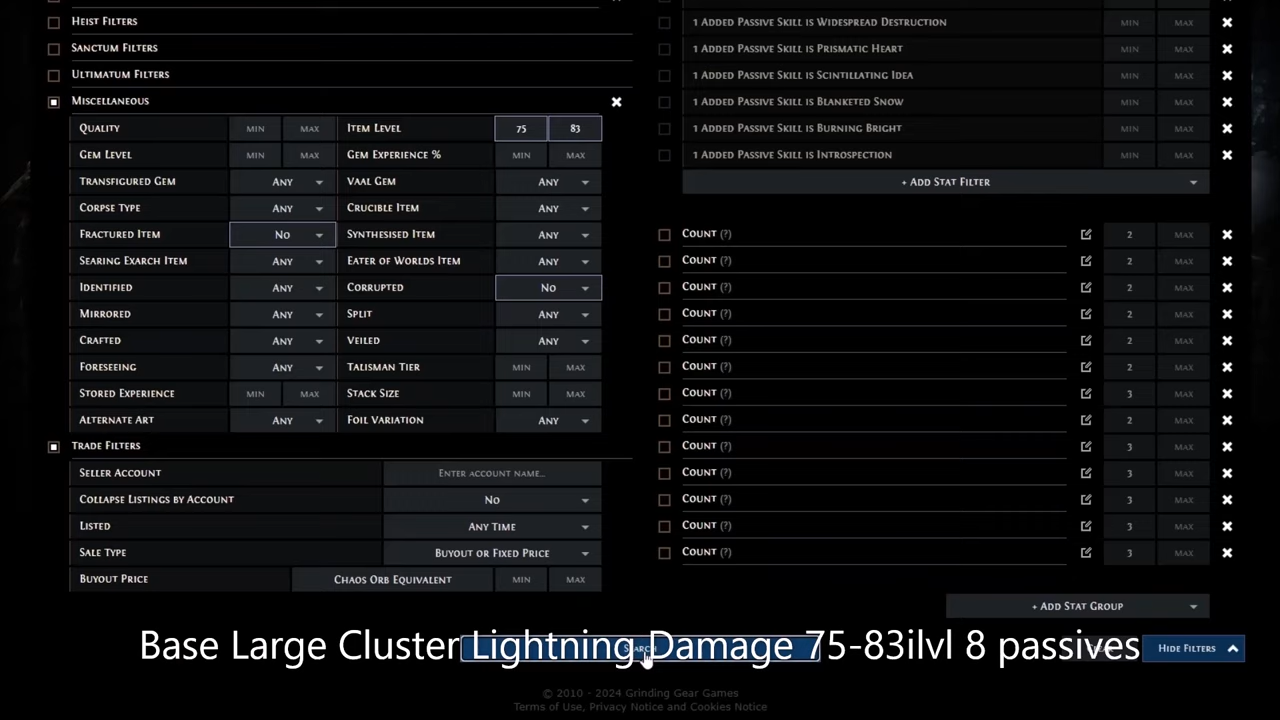 Heist Filters
Sanctum Filters
Ultimatum Filters
Miscellaneous
Quality MIN MAX Item Level 75 83
Gem Level MIN MAX Gem Experience % MIN MAX
Transfigured Gem Any Vaal Gem Any
Corpse Type Any Crucible Item Any
Fractured Item No Synthesised Item Any
Searing Exarch Item Any Eater of Worlds Item Any
Identified Any Corrupted No
Mirrored Any Split Any
Crafted Any Veiled Any
Foreseeing Any Talisman Tier MIN MAX
Stored Experience MIN MAX Stack Size MIN MAX
Alternate Art Any Foil Variation Any
Trade Filters
Seller Account Enter account name...
Collapse Listings by Account No
Listed Any Time
Sale Type Buyout or Fixed Price
Buyout Price Chaos Orb Equivalent MIN MAX
1 Added Passive Skill is Widespread Destruction MIN MAX
1 Added Passive Skill is Prismatic Heart MIN MAX
1 Added Passive Skill is Scintillating Idea MIN MAX
1 Added Passive Skill is Blanketed Snow MIN MAX
1 Added Passive Skill is Burning Bright MIN MAX
1 Added Passive Skill is Introspection MIN MAX
+ Add Stat Filter
Count (?) 2 MAX
Count (?) 2 MAX
Count (?) 2 MAX
Count (?) 2 MAX
Count (?) 2 MAX
Count (?) 2 MAX
Count (?) 3 MAX
Count (?) 2 MAX
Count (?) 3 MAX
Count (?) 3 MAX
Count (?) 3 MAX
Count (?) 3 MAX
Count (?) 3 MAX
+ Add Stat Group
Base Large Cluster Lightning Damage 75-83ilvl 8 passives
Hide Filters
© 2010 - 2024 Grinding Gear Games
Terms of Use, Privacy Notice and Cookies Notice